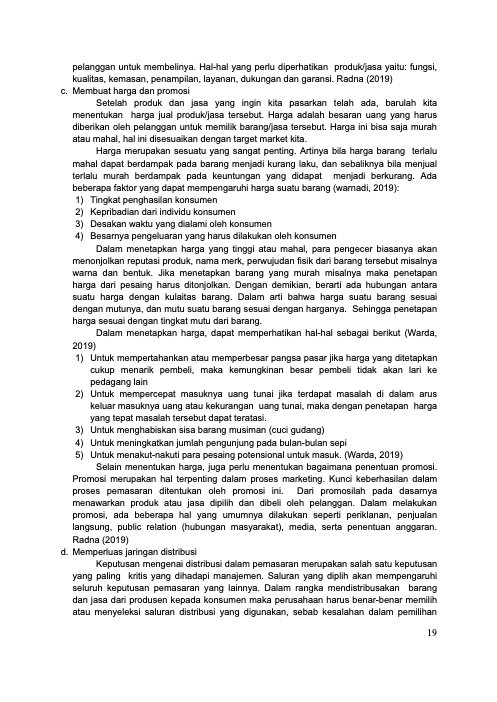 pelanggan untuk membelinya. Hal-hal yang perlu diperhatikan produk/jasa yaitu: fungsi,
kualitas, kemasan, penampilan, layanan, dukungan dan garansi. Radna (2019)
c. Membuat harga dan promosi
Setelah produk dan jasa yang ingin kita pasarkan telah ada, barulah kita
menentukan harga jual produk/jasa tersebut. Harga adalah besaran uang yang harus
diberikan oleh pelanggan untuk memilik barang/jasa tersebut. Harga ini bisa saja murah
atau mahal, hal ini disesuaikan dengan target market kita.
Harga merupakan sesuatu yang sangat penting. Artinya bila harga barang terlalu
mahal dapat berdampak pada barang menjadi kurang laku, dan sebaliknya bila menjual
terlalu murah berdampak pada keuntungan yang didapat menjadi berkurang. Ada
beberapa faktor yang dapat mempengaruhi harga suatu barang (warnadi, 2019):
1) Tingkat penghasilan konsumen
2) Kepribadian dari individu konsumen
3) Desakan waktu yang dialami oleh konsumen
4) Besarnya pengeluaran yang harus dilakukan oleh konsumen
Dalam menetapkan harga yang tinggi atau mahal, para pengecer biasanya akan
menonjolkan reputasi produk, nama merk, perwujudan fisik dari barang tersebut misalnya
warna dan bentuk. Jika menetapkan barang yang murah misalnya maka penetapan
harga dari pesaing harus ditonjolkan. Dengan demikian, berarti ada hubungan antara
suatu harga dengan kulaitas barang. Dalam arti bahwa harga suatu barang sesuai
dengan mutunya, dan mutu suatu barang sesuai dengan harganya. Sehingga penetapan
harga sesuai dengan tingkat mutu dari barang.
Dalam menetapkan harga, dapat memperhatikan hal-hal sebagai berikut (Warda,
2019)
1) Untuk mempertahankan atau memperbesar pangsa pasar jika harga yang ditetapkan
cukup menarik pembeli, maka kemungkinan besar pembeli tidak akan lari ke
pedagang lain
2) Untuk mempercepat masuknya uang tunai jika terdapat masalah di dalam arus
keluar masuknya uang atau kekurangan uang tunai, maka dengan penetapan harga
yang tepat masalah tersebut dapat teratasi.
3) Untuk menghabiskan sisa barang musiman (cuci gudang)
4) Untuk meningkatkan jumlah pengunjung pada bulan-bulan sepi
5) Untuk menakut-nakuti para pesaing potensional untuk masuk. (Warda, 2019)
Selain menentukan harga, juga perlu menentukan bagaimana penentuan promosi.
Promosi merupakan hal terpenting dalam proses marketing. Kunci keberhasilan dalam
proses pemasaran ditentukan oleh promosi ini. Dari promosilah pada dasarnya
menawarkan produk atau jasa dipilih dan dibeli oleh pelanggan. Dalam melakukan
promosi, ada beberapa hal yang umumnya dilakukan seperti periklanan, penjualan
langsung, public relation (hubungan masyarakat), media, serta penentuan anggaran.
Radna (2019)
d. Memperluas jaringan distribusi
Keputusan mengenai distribusi dalam pemasaran merupakan salah satu keputusan
yang paling kritis yang dihadapi manajemen. Saluran yang diplih akan mempengaruhi
seluruh keputusan pemasaran yang lainnya. Dalam rangka mendistribusakan barang
dan jasa dari produsen kepada konsumen maka perusahaan harus benar-benar memilih
atau menyeleksi saluran distribusi yang digunakan, sebab kesalahan dalam pemilihan
19